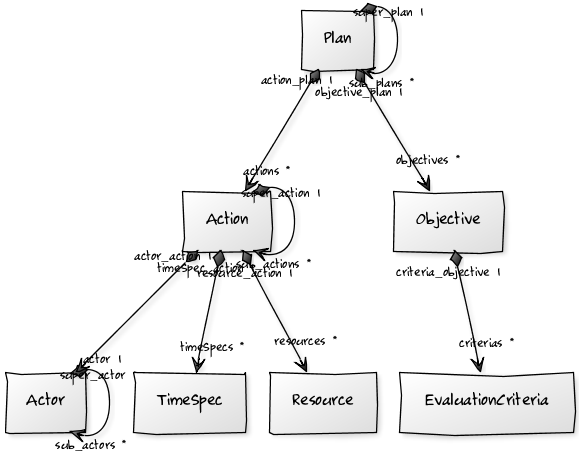 super_plan 1
Plan
action_plan 1
sub_plans *
objective_plan 1
actions *
objectives *
super_action 1
Action
Objective
actor_action 1
timeSpec_action
sub_actions *
resource_action 1
criteria_objective 1
timeSpecs *
resources *
criterias *
actor 1
super_actor
Actor
TimeSpec
Resource
EvaluationCriteria
sub_actors *